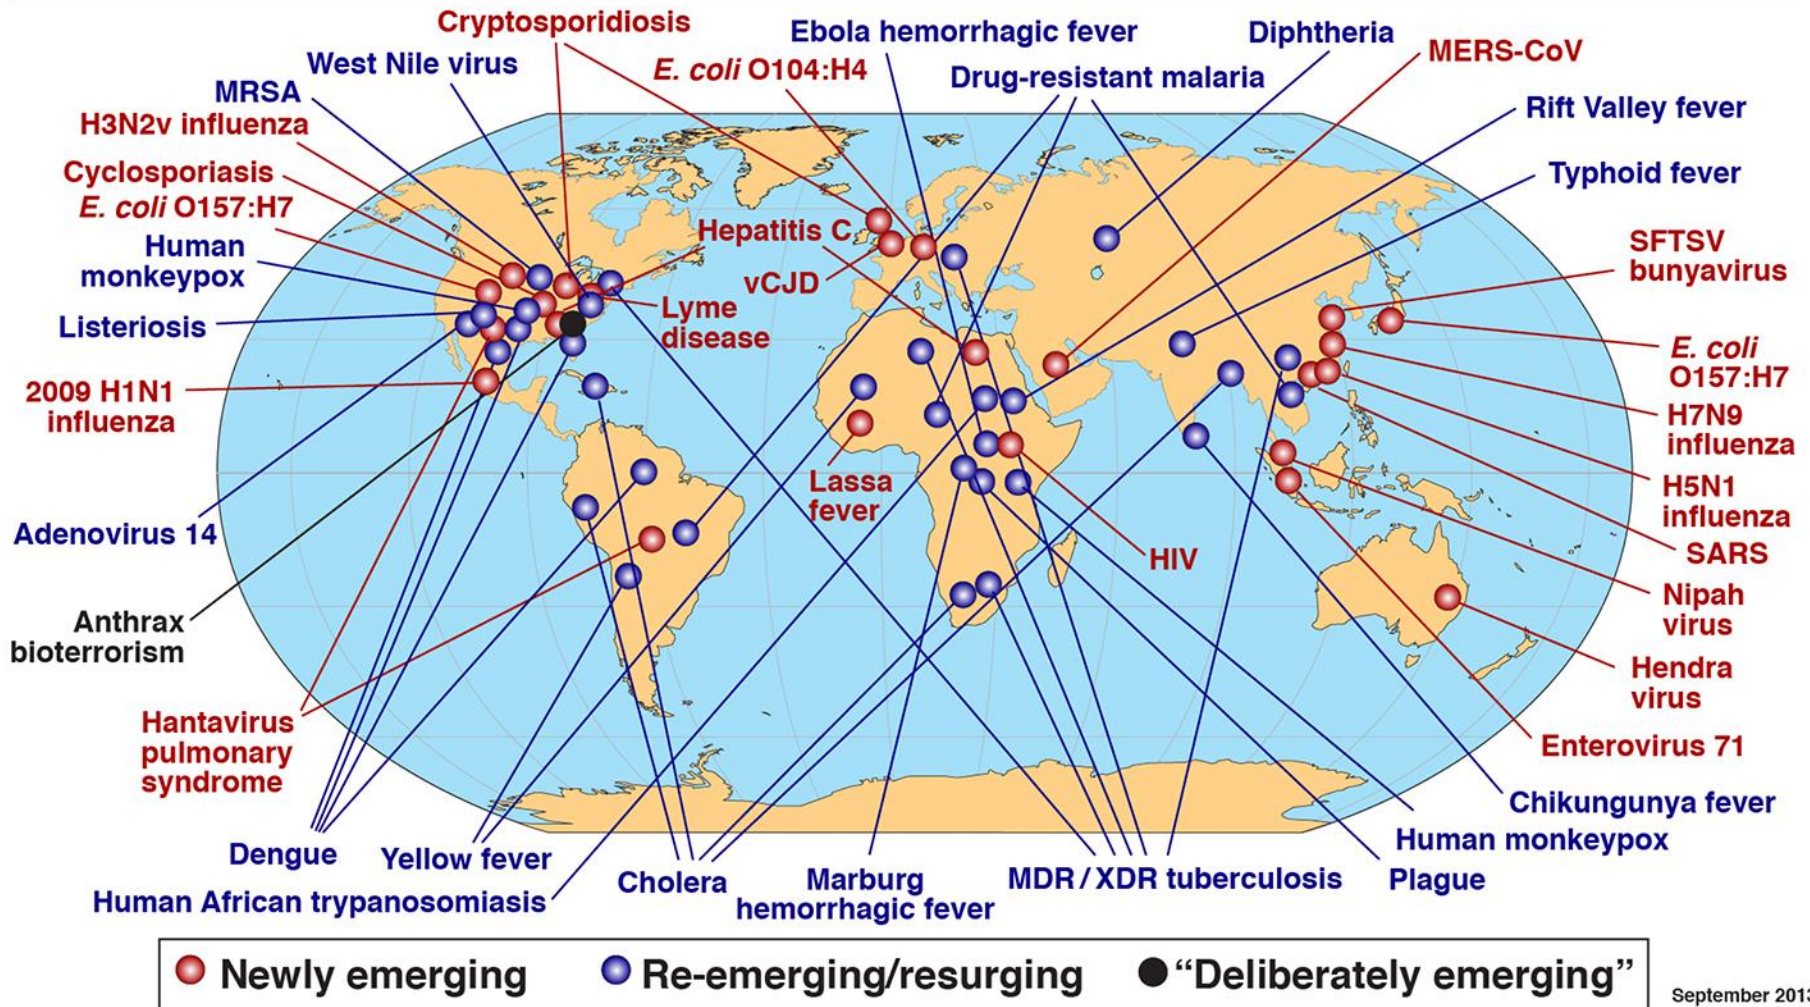 Cryptosporidiosis
Ebola hemorrhagic fever
Diphtheria
MERS-CoV
West Nile virus
E. coli O104:H4
Drug-resistant malaria
MRSA
H3N2v influenza
Rift Valley fever
Cyclosporiasis
Typhoid fever
E. coli O157:H7
Human
monkeypox
Hepatitis C
vCJD
SFTSV
bunyavirus
Listeriosis
Lyme
disease
E. coli
O157:H7
2009 H1N1
influenza
H7N9
influenza
Lassa
fever
H5N1
influenza
Adenovirus 14
HIV
SARS
Nipah
virus
Anthrax
bioterrorism
Hendra
virus
Hantavirus
pulmonary
syndrome
Enterovirus 71
Chikungunya fever
Human monkeypox
Dengue
Yellow fever
Cholera
Marburg
hemorrhagic fever
MDR/XDR tuberculosis
Plague
Human African trypanosomiasis
Newly emerging
Re-emerging/resurging
“Deliberately emerging”
September 2013